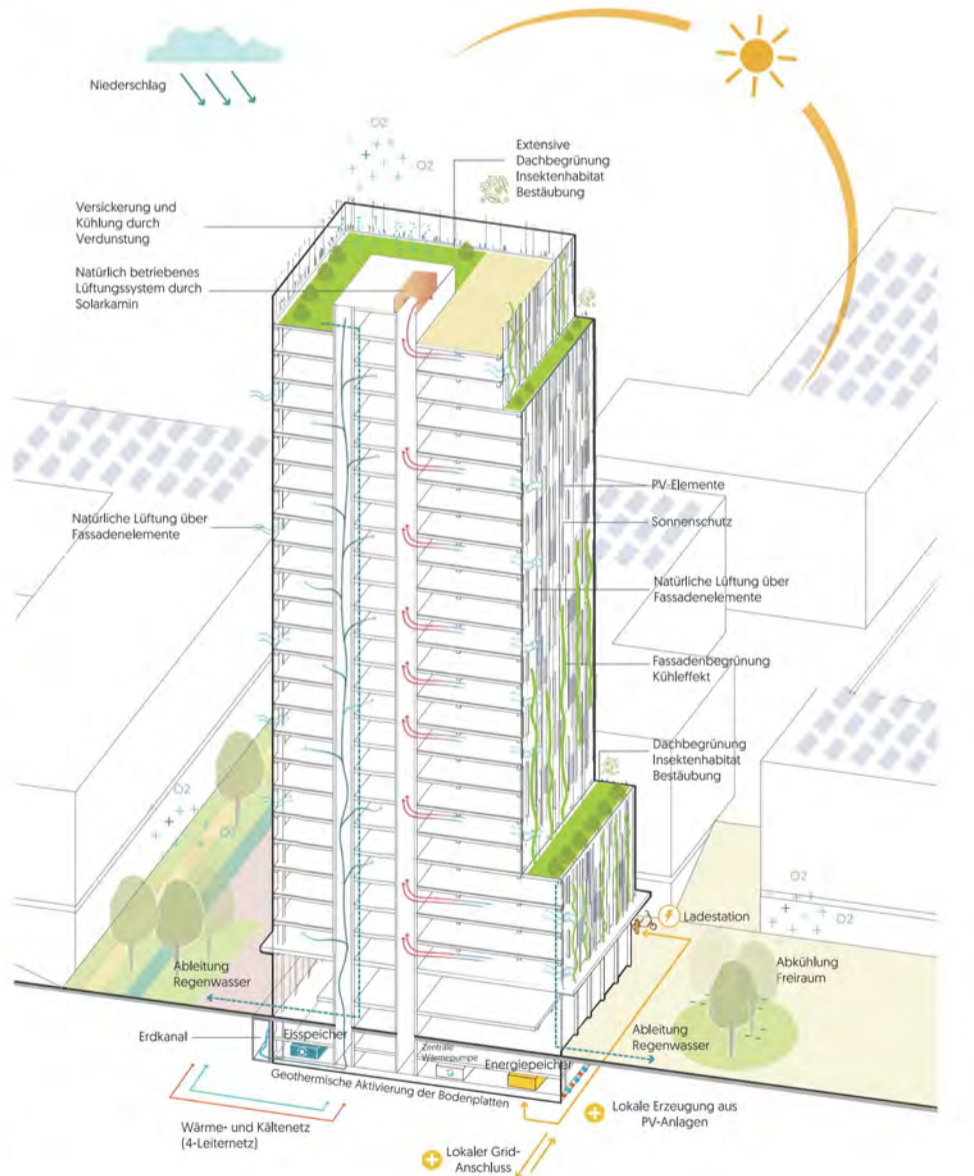 Niederschlag
O2
O2
Extensive
Dachbegrünung
Insektenhabitat
Bestäubung
Versickerung und
Kühlung durch
Verdunstung
Natürlich betriebenes
Lüftungssystem durch
Solarkamin
PV-Elemente
Sonnenschutz
Natürliche Lüftung über
Fassadenelemente
Natürliche Lüftung über
Fassadenelemente
Fassadenbegrünung
Kühleffekt
Dachbegrünung
Insektenhabitat
Bestäubung
O2
O2
O2
O2
Ladestation
Ableitung
Regenwasser
Abkühlung
Freiraum
Ableitung
Regenwasser
Erdkanal
Eisspeicher
Zentrale
Wärmepumpe
Energiepeicher
Geothermische Aktivierung der Bodenplatten
Lokale Erzeugung aus
PV-Anlagen
Wärme- und Kältenetz
(4-Leiternetz)
Lokaler Grid-
Anschluss